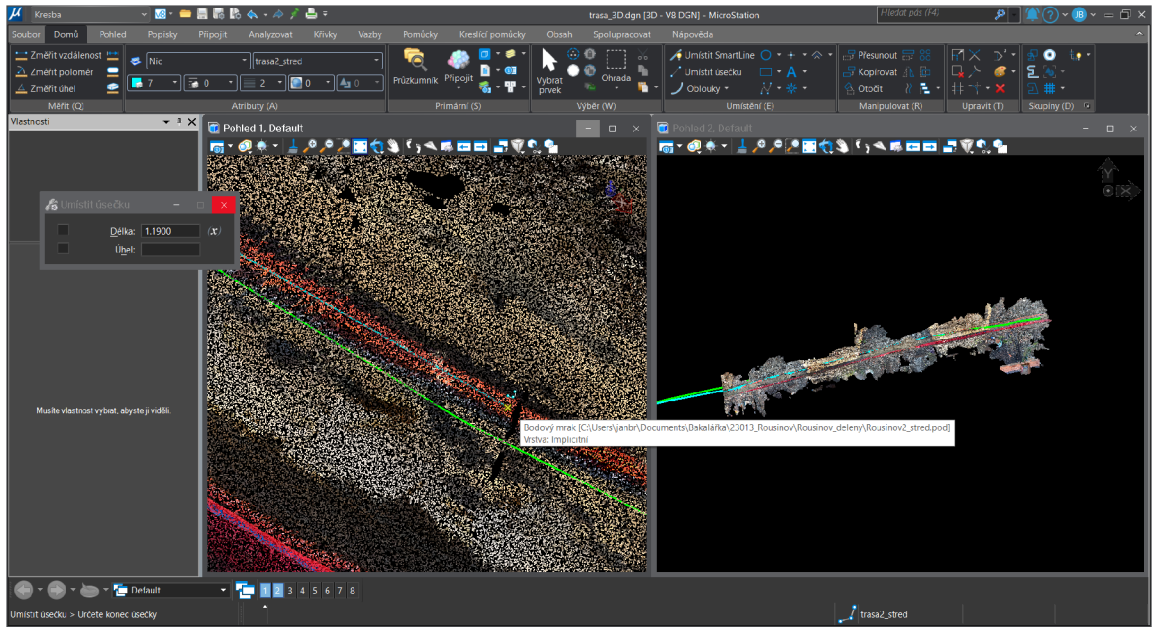 Kresba
trasa_3D.dgn [3D - V8 DGN] - MicroStation
Hledat pás (F4)
JB
Soubor Domů Pohled Popisky Připojit Analyzovat Křivky Vazby Pomůcky Kreslící pomůcky Obsah Spolupracovat Nápověda
Změřit vzdálenost
Změřit poloměr
Změřit úhel
Nic
trasa2_stred
7 0 2 0 0
Průzkumník
Připojit
Vybrat prvek
Ohrada
Umístit SmartLine
Umístit úsečku
Oblouky
Přesunout
Kopírovat
Otočit
Měřit (Q) Atributy (A) Primární (S) Výběr (W) Umístění (E) Manipulovat (R) Upravit (T) Skupiny (D)
Vlastnosti
Pohled 1, Default
Pohled 2, Default
Umístit úsečku
Délka: 1.1900 (x)
Úhel:
Musíte vlastnost vybrat, abyste ji viděli.
Y
X
Bodový mrak [C:\Users\janbr\Documents\Bakalářka\23013_Rousinov\Rousinov_deleny\Rousinov2_stred.pod]
Vrstva: Implicitní
Default
1 2 3 4 5 6 7 8
Umístit úsečku > Určete konec úsečky
trasa2_stred